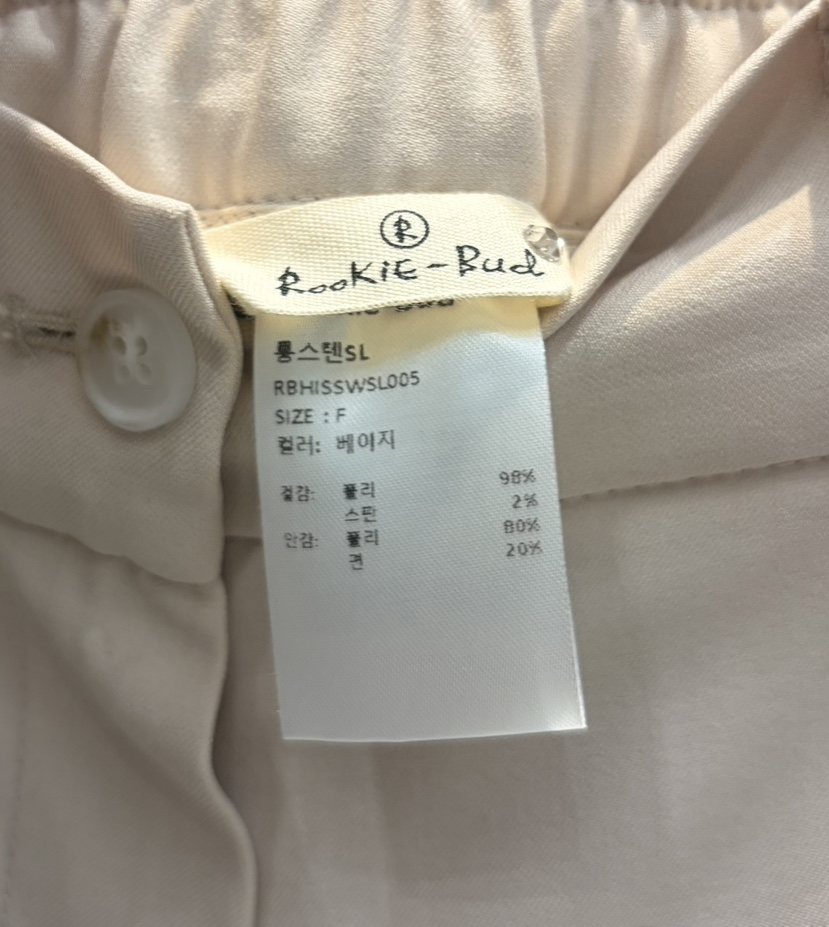 ®
RooKiE-Bud
롱스텐SL
RBHISSWSL005
SIZE : F
컬러: 베이지
겉감: 폴리 98%
스판 2%
안감: 폴리 80%
면 20%